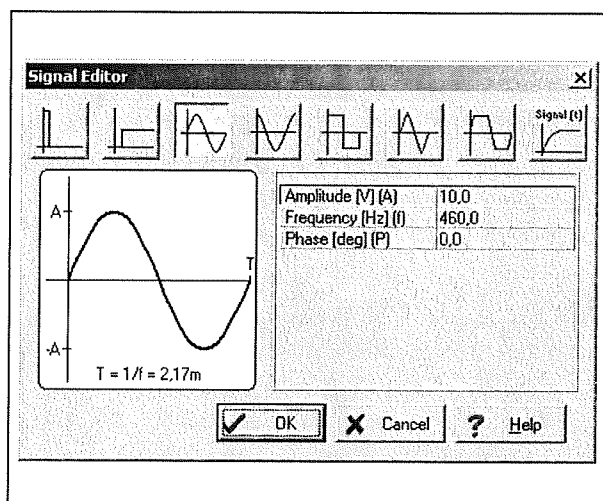 Signal Editor
Signal (t)
A
T
-A
T = 1/f = 2,17m
Amplitude [V] (A) 10,0
Frequency [Hz] (f) 460,0
Phase [deg] (P) 0,0
OK Cancel Help